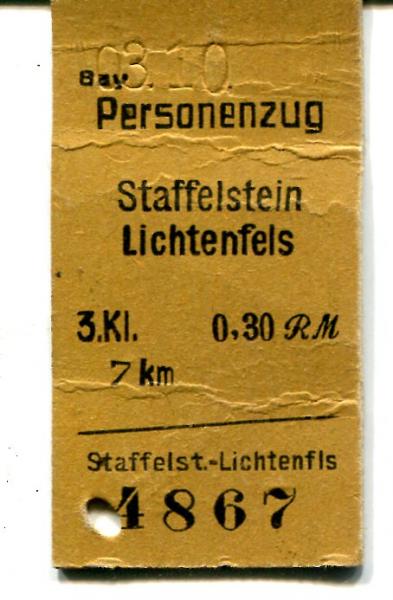 03.10.
Bay
Personenzug
Staffelstein
Lichtenfels
3.Kl. 0,30 RM
7 km
Staffelst.-Lichtenfls
4867